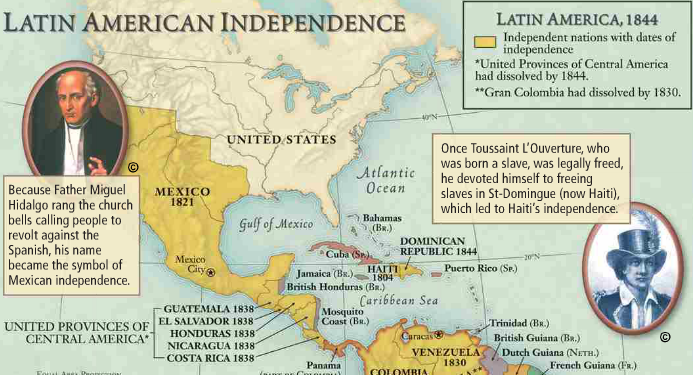 LATIN AMERICAN INDEPENDENCE
LATIN AMERICA, 1844
Independent nations with dates of
independence
*United Provinces of Central America
had dissolved by 1844.
**Gran Colombia had dissolved by 1830.
40°N
UNITED STATES
©
Once Toussaint L'Ouverture, who
was born a slave, was legally freed,
he devoted himself to freeing
slaves in St-Domingue (now Haiti),
which led to Haiti's independence.
Because Father Miguel
Hidalgo rang the church
bells calling people to
revolt against the
Spanish, his name
became the symbol of
Mexican independence.
Atlantic
Ocean
MEXICO
1821
Gulf of Mexico
Bahamas
(BR.)
Cuba (SP.)
DOMINICAN
REPUBLIC 1844
20°N
Mexico
City
Jamaica (BR.)
HAITI
1804
Puerto Rico (SP.)
British Honduras (BR.)
Caribbean Sea
©
UNITED PROVINCES OF
CENTRAL AMERICA*
GUATEMALA 1838
EL SALVADOR 1838
HONDURAS 1838
NICARAGUA 1838
COSTA RICA 1838
Mosquito
Coast (BR.)
Trinidad (BR.)
Caracas
British Guiana (BR.)
VENEZUELA
1830
Dutch Guiana (NETH.)
Panama
French Guiana (FR.)
(PART OF COLOMBIA)
COLOMBIA